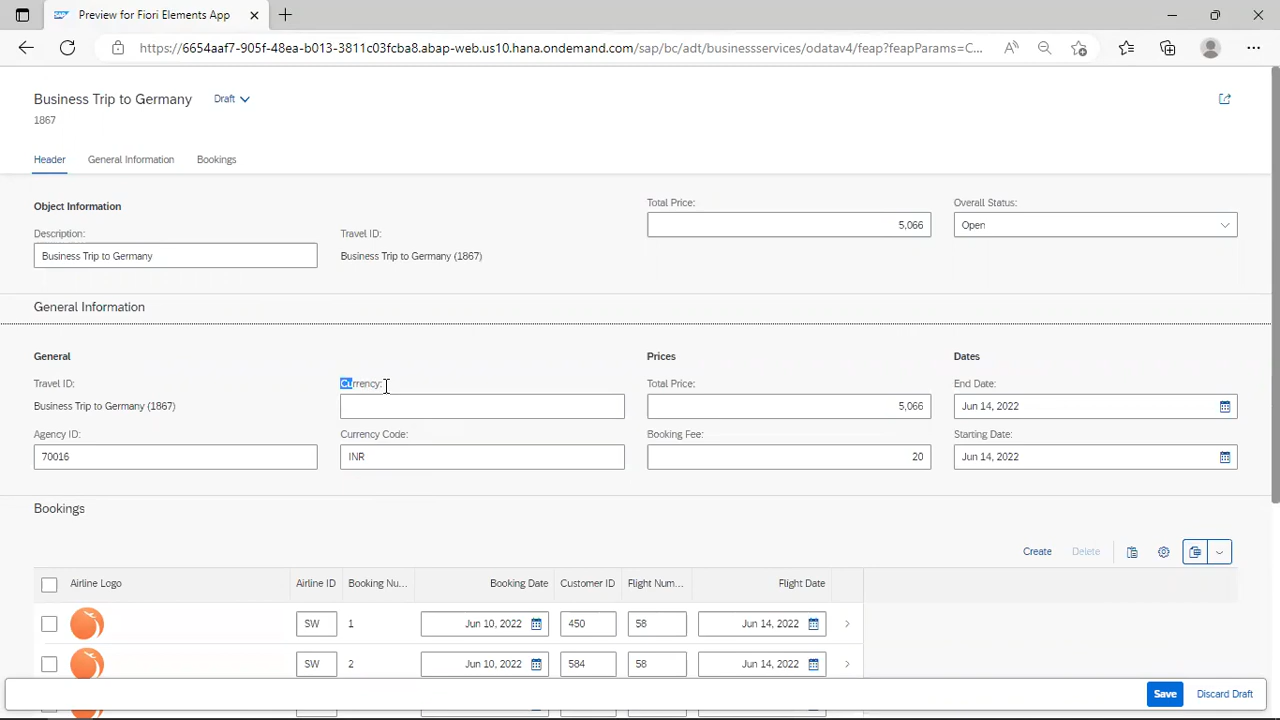 SAP
Preview for Fiori Elements App
https://6654aaf7-905f-48ea-b013-3811c03fcba8.abap-web.us10.hana.ondemand.com/sap/bc/adt/businessservices/odatav4/feap?feapParams=C...
Business Trip to Germany Draft
1867
Header General Information Bookings
Object Information
Description:
Business Trip to Germany
Travel ID:
Business Trip to Germany (1867)
Total Price:
5,066
Overall Status:
Open
General Information
General
Travel ID:
Business Trip to Germany (1867)
Agency ID:
70016
Currency:
Currency Code:
INR
Prices
Total Price:
5,066
Booking Fee:
20
Dates
End Date:
Jun 14, 2022
Starting Date:
Jun 14, 2022
Bookings
Create Delete
Airline Logo Airline ID Booking Nu... Booking Date Customer ID Flight Num... Flight Date
SW 1 Jun 10, 2022 450 58 Jun 14, 2022
SW 2 Jun 10, 2022 584 58 Jun 14, 2022
Save Discard Draft